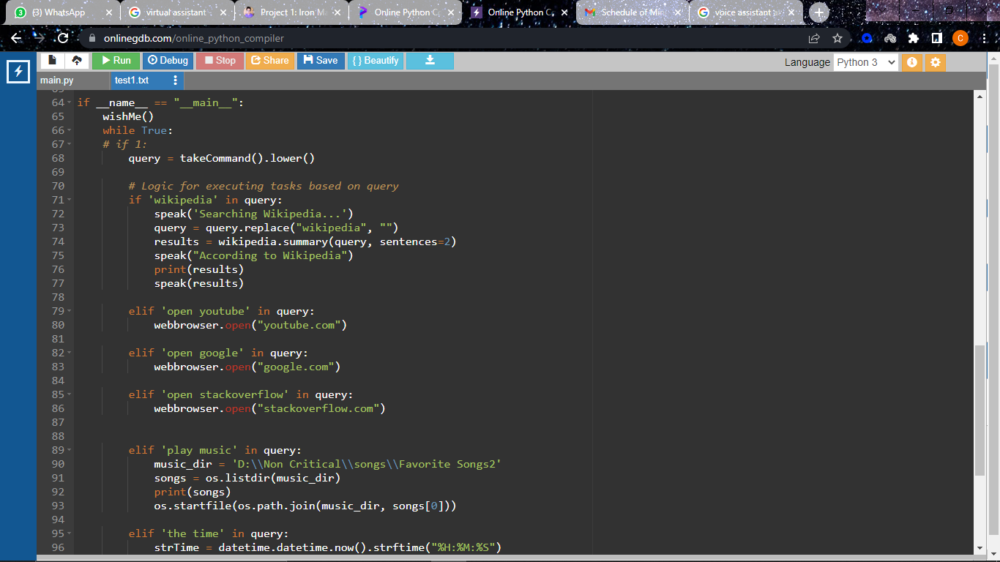 (3) WhatsApp
virtual assistant
Project 1: Iron M
Online Python C
Online Python C
Schedule of Mi
voice assistant a
onlinegdb.com/online_python_compiler
C
Run
Debug
Stop
Share
Save
{ } Beautify
Language
Python 3
main.py
test1.txt
64 if __name__ == "__main__":
65 wishMe()
66 while True:
67 # if 1:
68 query = takeCommand().lower()
69
70 # Logic for executing tasks based on query
71 if 'wikipedia' in query:
72 speak('Searching Wikipedia...')
73 query = query.replace("wikipedia", "")
74 results = wikipedia.summary(query, sentences=2)
75 speak("According to Wikipedia")
76 print(results)
77 speak(results)
78
79 elif 'open youtube' in query:
80 webbrowser.open("youtube.com")
81
82 elif 'open google' in query:
83 webbrowser.open("google.com")
84
85 elif 'open stackoverflow' in query:
86 webbrowser.open("stackoverflow.com")
87
88
89 elif 'play music' in query:
90 music_dir = 'D:\\Non Critical\\songs\\Favorite Songs2'
91 songs = os.listdir(music_dir)
92 print(songs)
93 os.startfile(os.path.join(music_dir, songs[0]))
94
95 elif 'the time' in query:
96 strTime = datetime.datetime.now().strftime("%H:%M:%S")